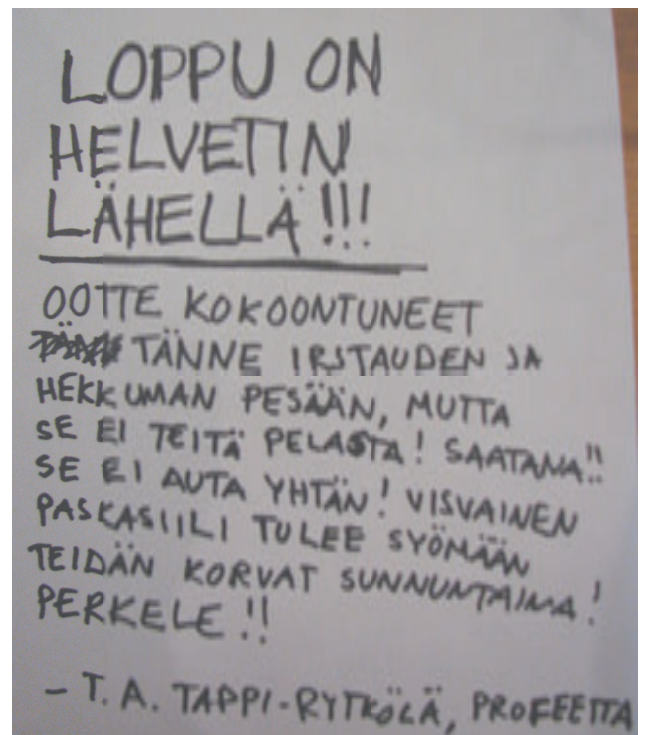 LOPPU ON
HELVETIN
LÄHELLÄ!!!
OOTTE KOKOONTUNEET
TÄNNE IRSTAUDEN JA
HEKKUMAN PESÄÄN, MUTTA
SE EI TEITÄ PELASTA! SAATANA!!
SE EI AUTA YHTÄN! VISVAINEN
PASKASIILI TULEE SYÖMÄÄN
TEIDÄN KORVAT SUNNUNTAINA!
PERKELE!!
- T. A. TAPPI-RYTKÖLÄ, PROFEETTA